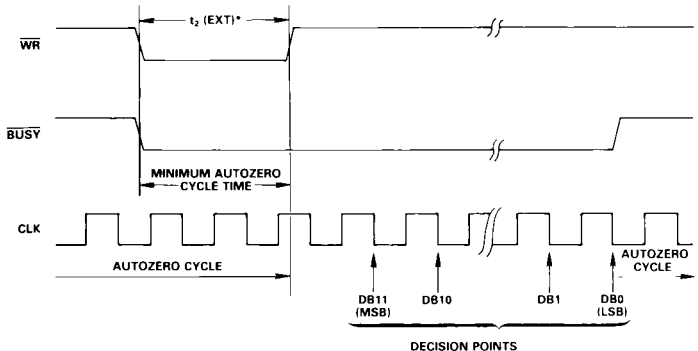 t₂ (EXT)*
WR
BUSY
MINIMUM AUTOZERO
CYCLE TIME
CLK
AUTOZERO CYCLE
AUTOZERO
CYCLE
DB11
(MSB)
DB10
DB1
DB0
(LSB)
DECISION POINTS